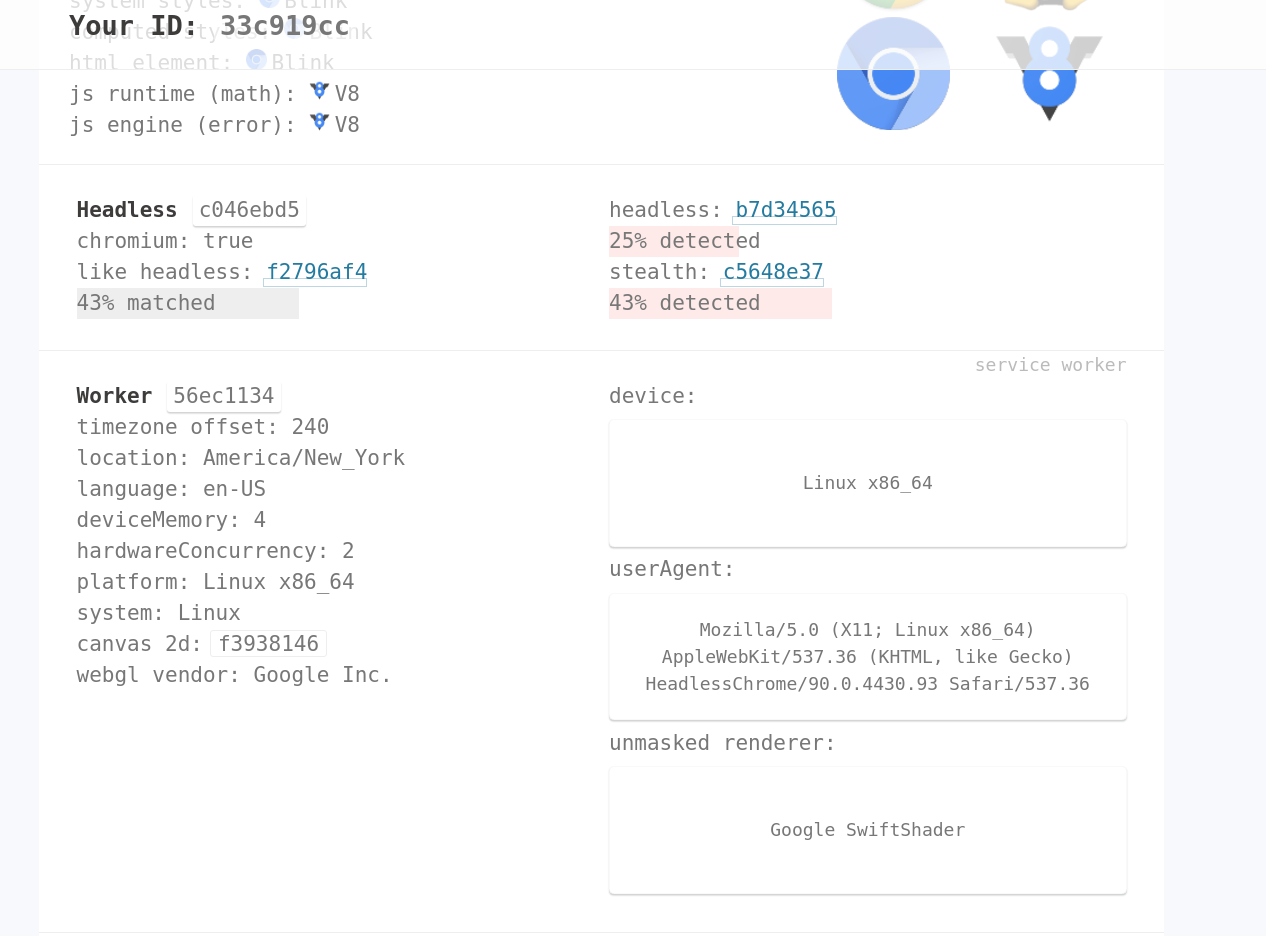 system styles: Blink
Your ID: 33c919cc
computed styles: Blink
html element: Blink
js runtime (math): V8
js engine (error): V8
Headless c046ebd5
chromium: true
like headless: f2796af4
43% matched
headless: b7d34565
25% detected
stealth: c5648e37
43% detected
service worker
Worker 56ec1134
timezone offset: 240
location: America/New_York
language: en-US
deviceMemory: 4
hardwareConcurrency: 2
platform: Linux x86_64
system: Linux
canvas 2d: f3938146
webgl vendor: Google Inc.
device:
Linux x86_64
userAgent:
Mozilla/5.0 (X11; Linux x86_64)
AppleWebKit/537.36 (KHTML, like Gecko)
HeadlessChrome/90.0.4430.93 Safari/537.36
unmasked renderer:
Google SwiftShader